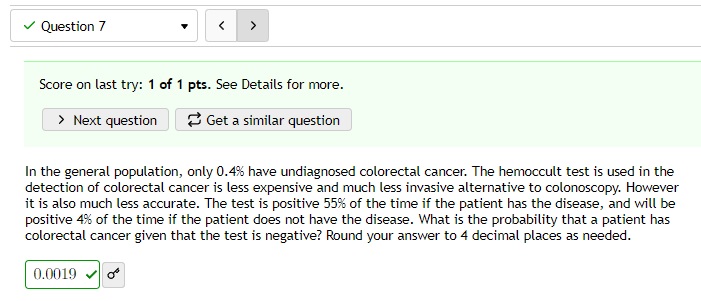 Question 7
Score on last try: 1 of 1 pts. See Details for more.
Next question
Get a similar question
In the general population, only 0.4% have undiagnosed colorectal cancer. The hemoccult test is used in the
detection of colorectal cancer is less expensive and much less invasive alternative to colonoscopy. However
it is also much less accurate. The test is positive 55% of the time if the patient has the disease, and will be
positive 4% of the time if the patient does not have the disease. What is the probability that a patient has
colorectal cancer given that the test is negative? Round your answer to 4 decimal places as needed.
0.0019